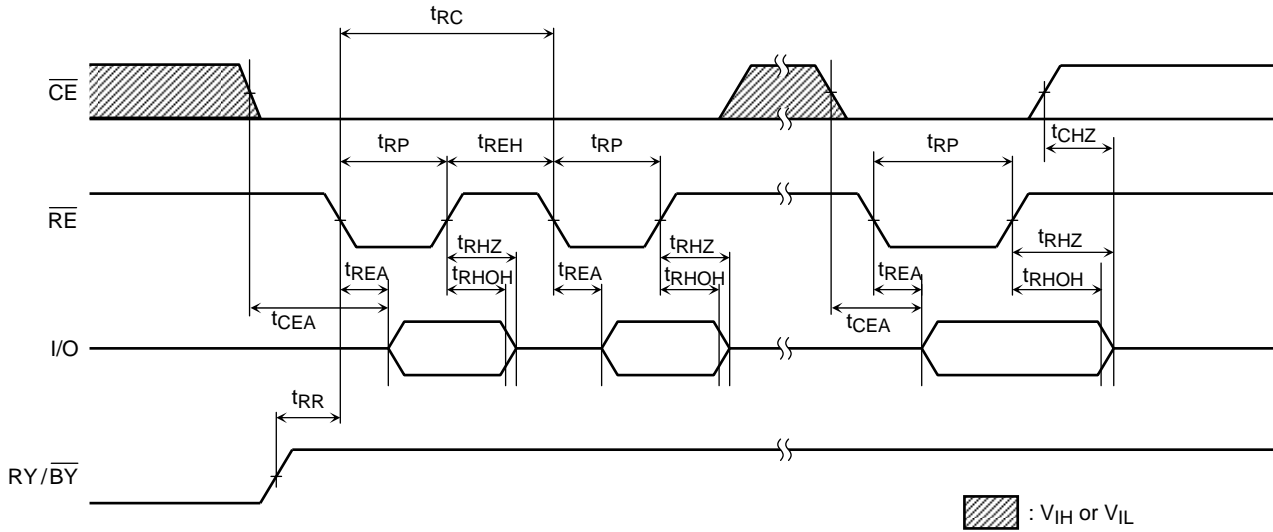 tRC
CE
tCHZ
tRP tREH tRP tRP
RE
tRHZ tRHZ tRHZ
tREA tRHOH tREA tRHOH tREA tRHOH
tCEA tCEA
I/O
tRR
RY/BY
: VIH or VIL